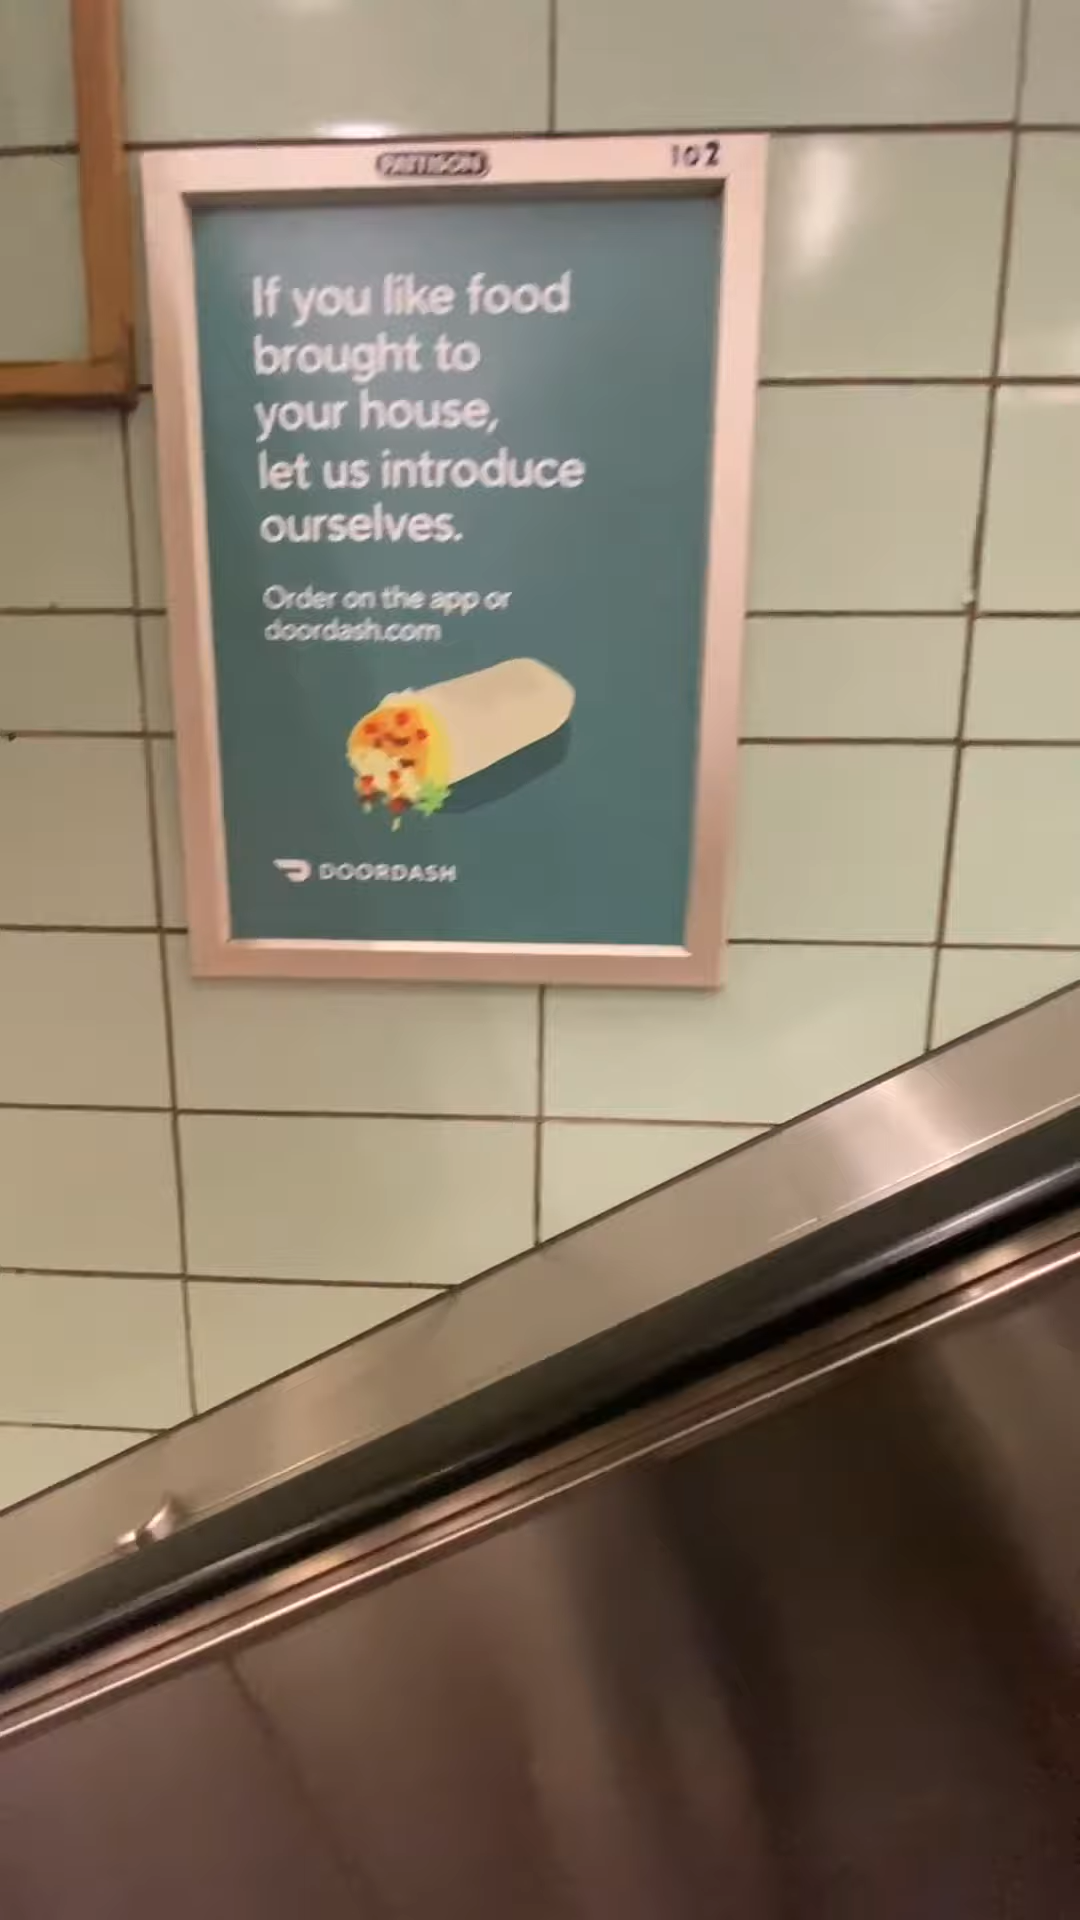 PATTISON
102
If you like food
brought to
your house,
let us introduce
ourselves.
Order on the app or
doordash.com
DOORDASH